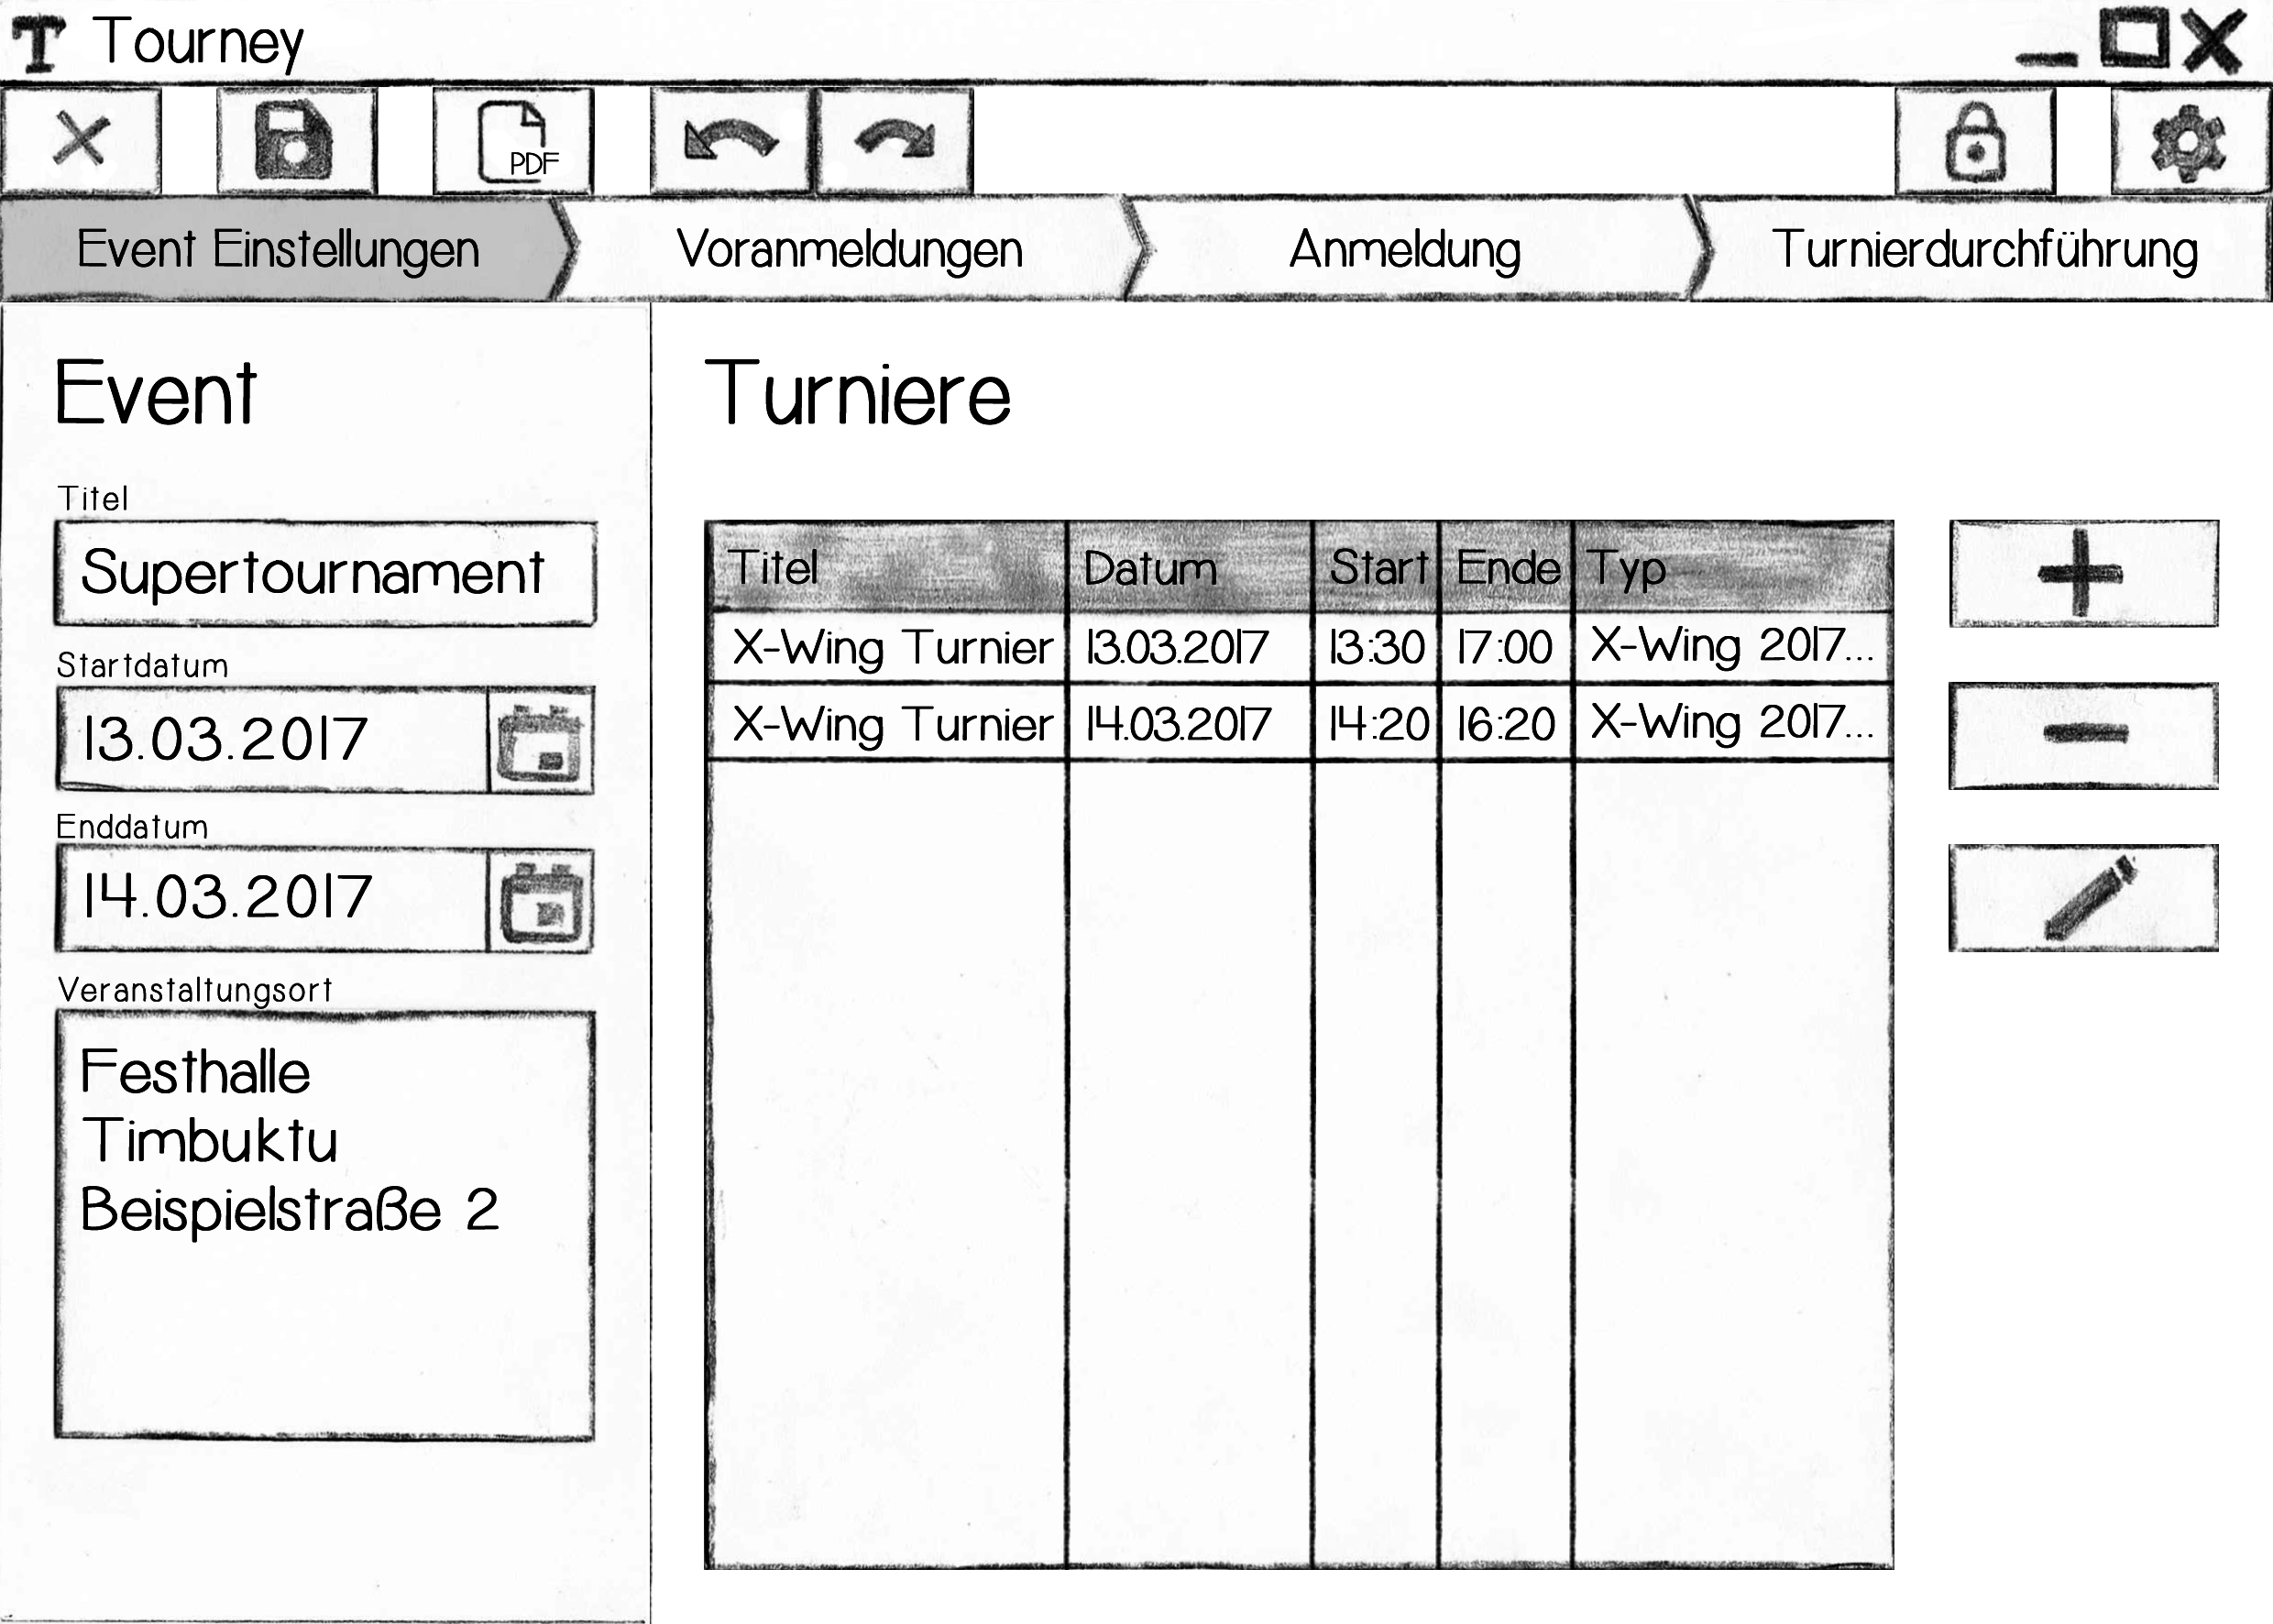 T Tourney
PDF
Event Einstellungen
Voranmeldungen
Anmeldung
Turnierdurchführung
Event
Titel
Supertournament
Startdatum
13.03.2017
Enddatum
14.03.2017
Veranstaltungsort
Festhalle
Timbuktu
Beispielstraße 2
Turniere
Titel Datum Start Ende Typ
X-Wing Turnier 13.03.2017 13:30 17:00 X-Wing 2017...
X-Wing Turnier 14.03.2017 14:20 16:20 X-Wing 2017...